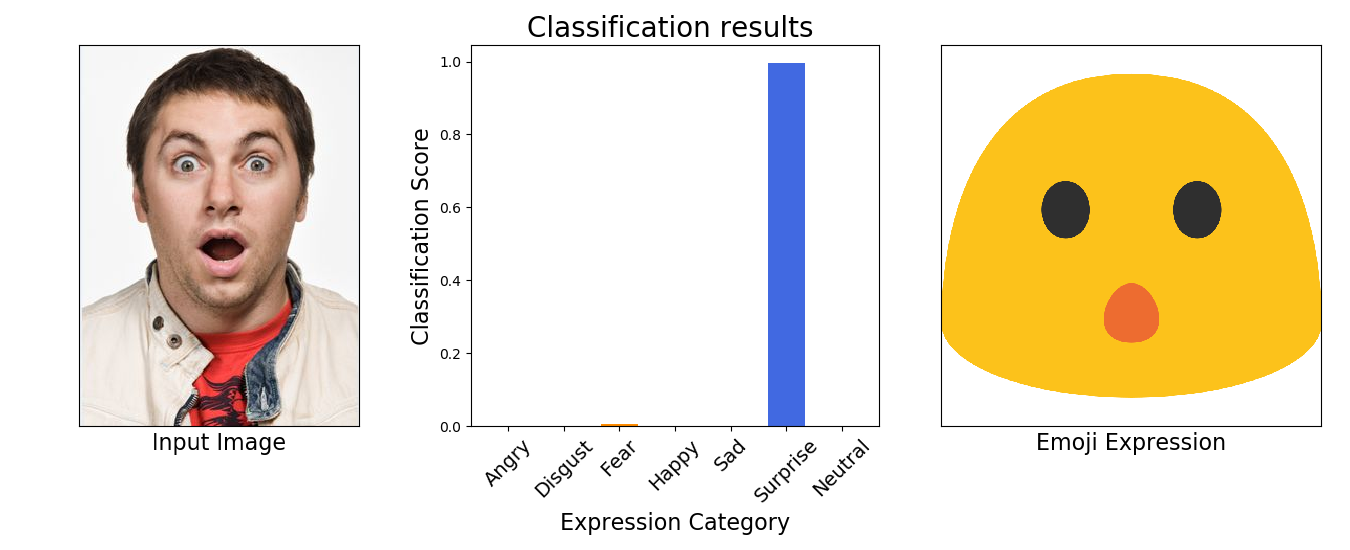 Classification results
Classification Score
1.0
0.8
0.6
0.4
0.2
0.0
Angry
Disgust
Fear
Happy
Sad
Surprise
Neutral
Expression Category
Input Image
Emoji Expression